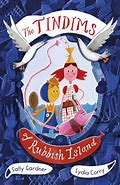 The
TINDIMS
of
Rubbish Island
Sally Gardner
Lydia Corry